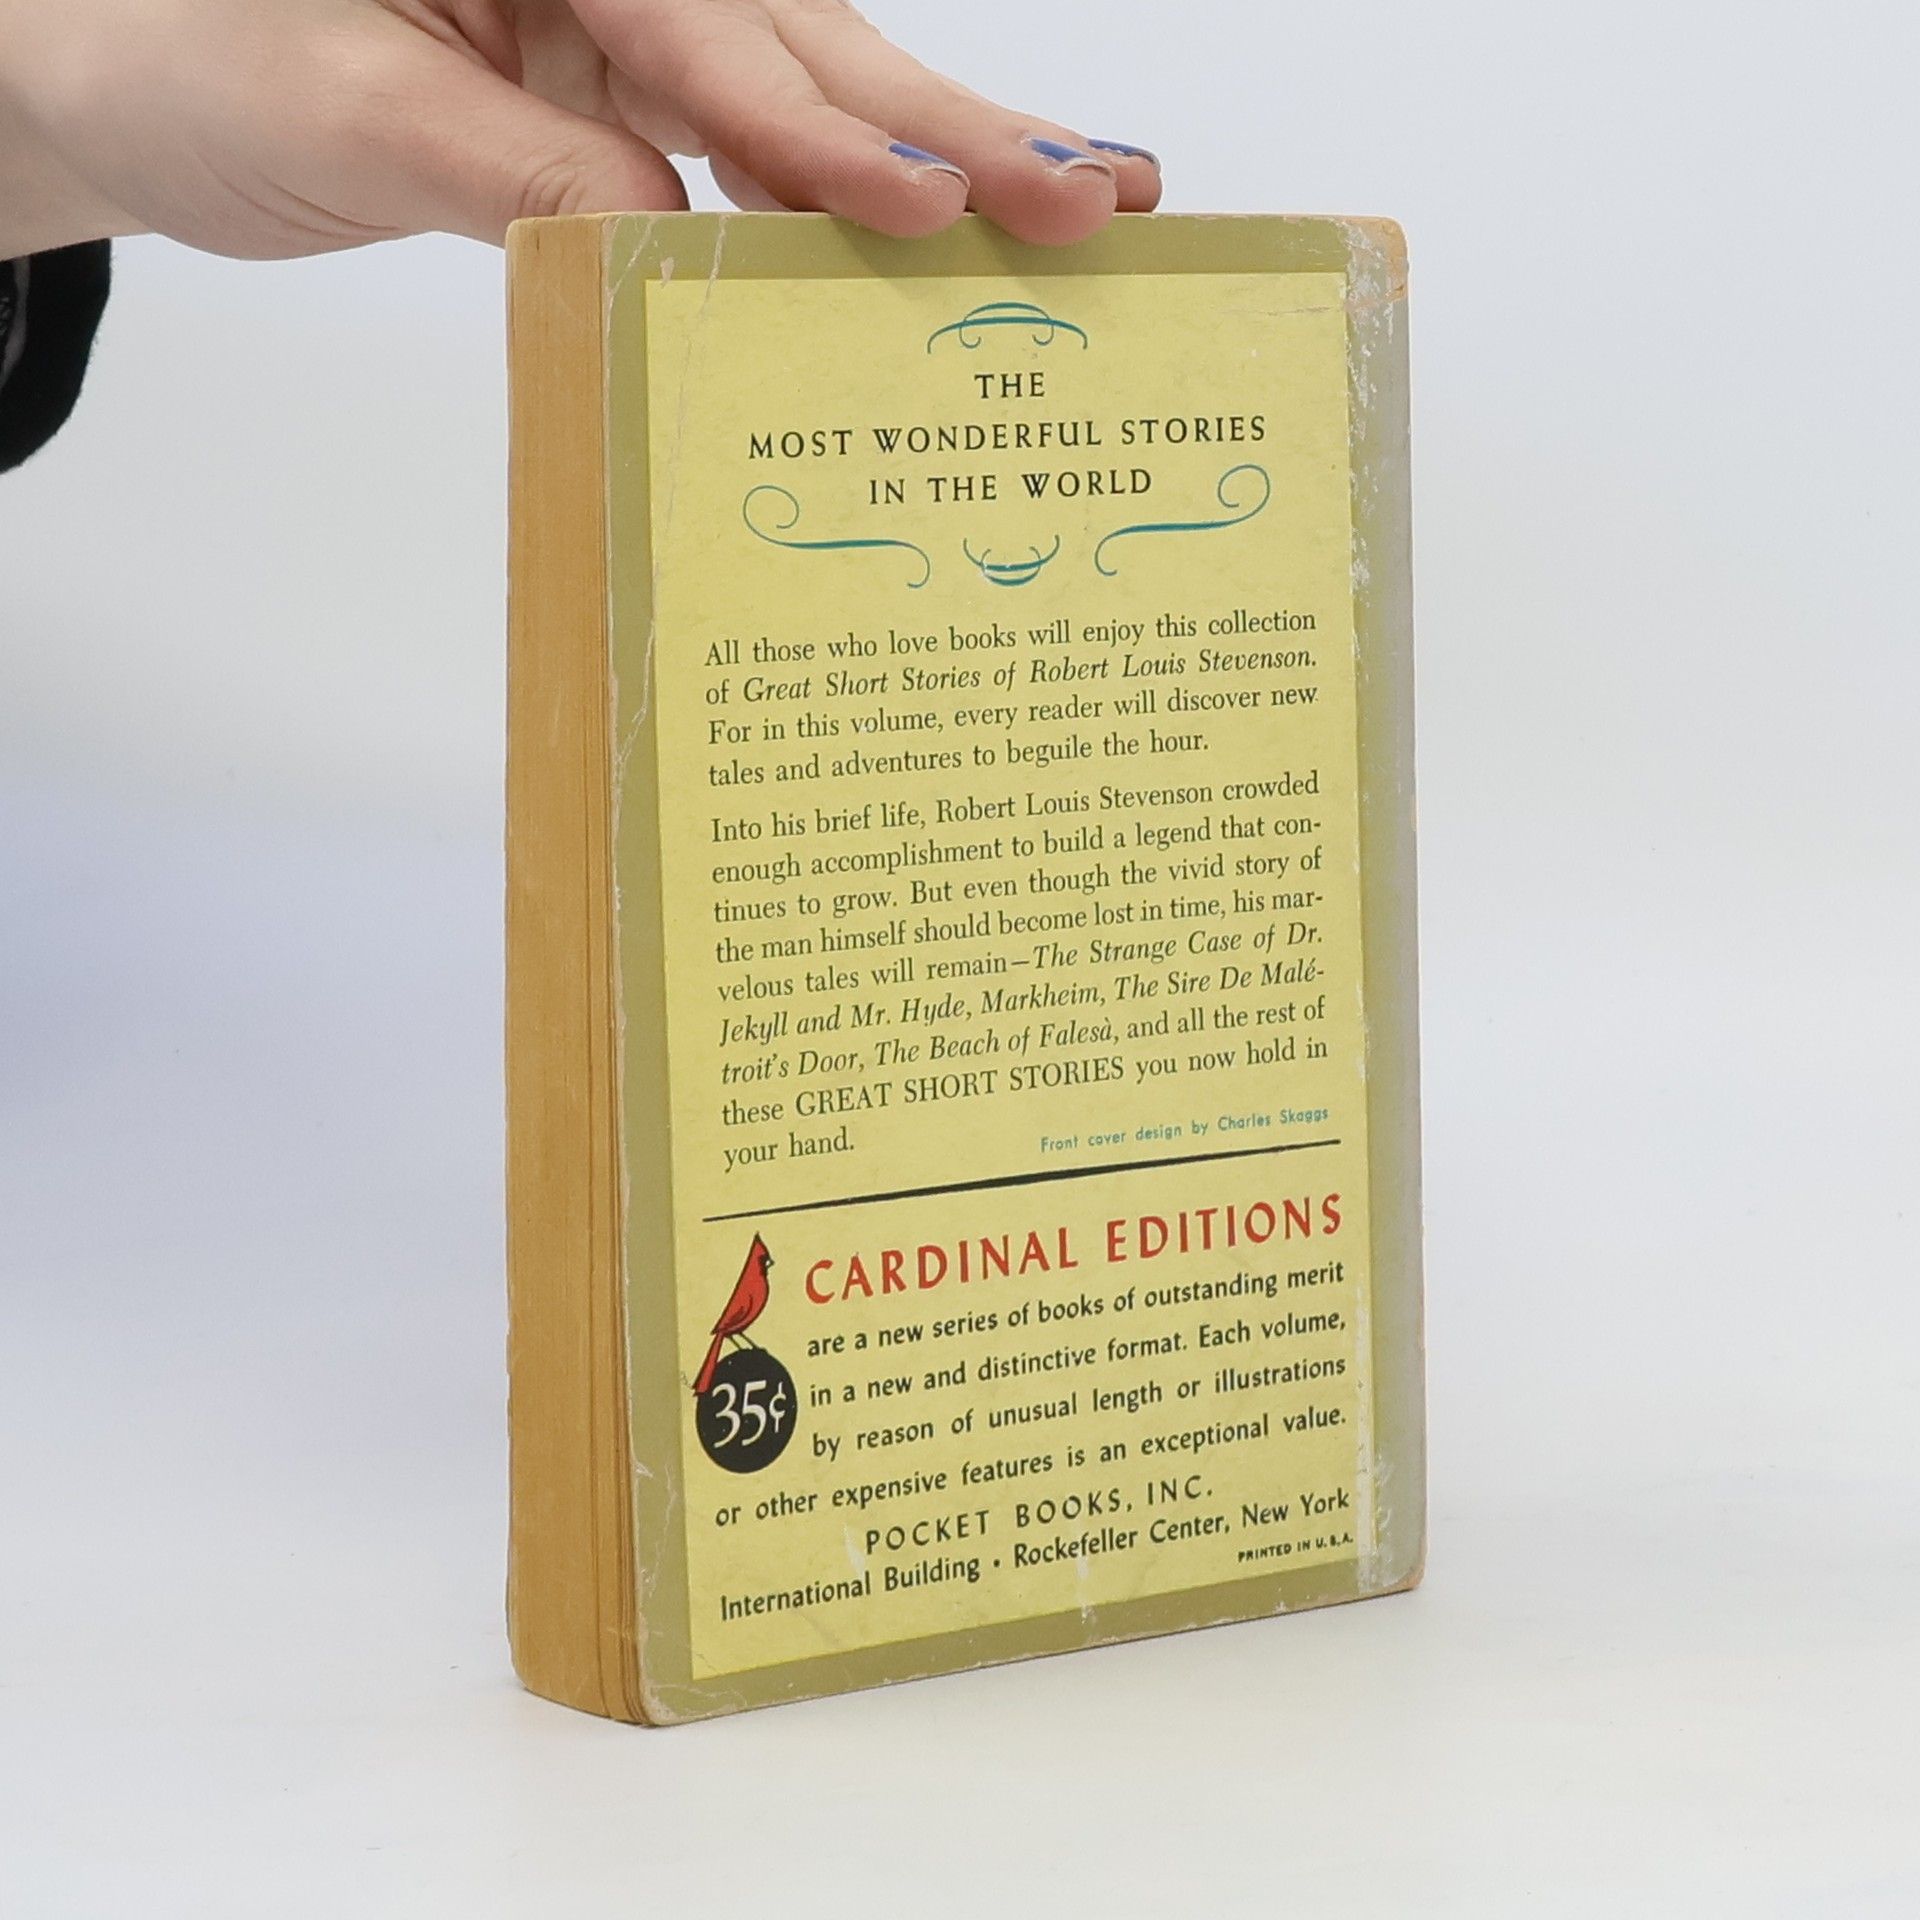 THE
MOST WONDERFUL STORIES
IN THE WORLD
All those who love books will enjoy this collection
of Great Short Stories of Robert Louis Stevenson.
For in this volume, every reader will discover new
tales and adventures to beguile the hour.
Into his brief life, Robert Louis Stevenson crowded
enough accomplishment to build a legend that con-
tinues to grow. But even though the vivid story of
the man himself should become lost in time, his mar-
velous tales will remain—The Strange Case of Dr.
Jekyll and Mr. Hyde, Markheim, The Sire De Malé-
troit's Door, The Beach of Falesà, and all the rest of
these GREAT SHORT STORIES you now hold in
your hand.
Front cover design by Charles Skaggs
CARDINAL EDITIONS
are a new series of books of outstanding merit
in a new and distinctive format. Each volume,
35¢
by reason of unusual length or illustrations
or other expensive features is an exceptional value.
POCKET BOOKS, INC.
International Building • Rockefeller Center, New York
PRINTED IN U.S.A.